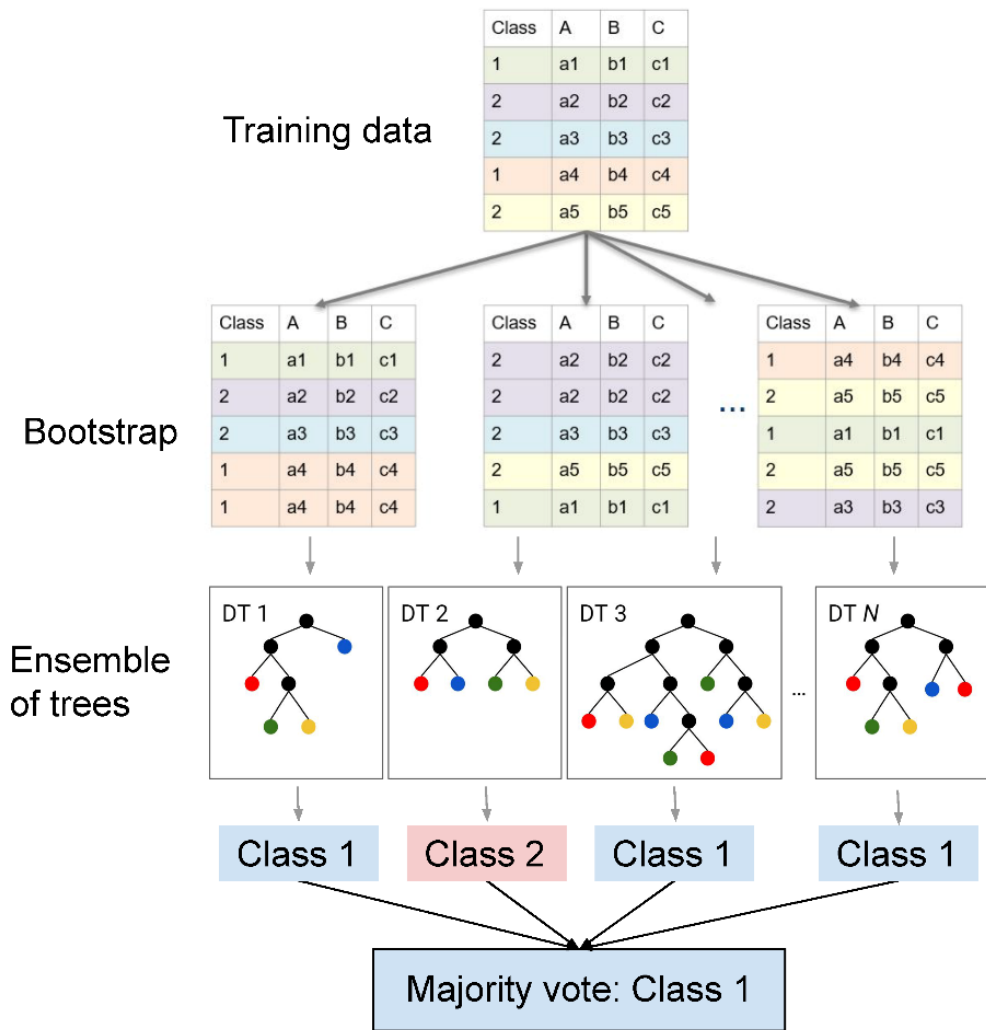 Class A B C
1 a1 b1 c1
2 a2 b2 c2
Training data
2 a3 b3 c3
1 a4 b4 c4
2 a5 b5 c5
Class A B C
1 a1 b1 c1
2 a2 b2 c2
2 a3 b3 c3
1 a4 b4 c4
1 a4 b4 c4
Class A B C
2 a2 b2 c2
2 a2 b2 c2
2 a3 b3 c3
2 a5 b5 c5
1 a1 b1 c1
...
Class A B C
1 a4 b4 c4
2 a5 b5 c5
1 a1 b1 c1
2 a5 b5 c5
2 a3 b3 c3
Bootstrap
DT 1
DT 2
DT 3
...
DT N
Ensemble
of trees
Class 1
Class 2
Class 1
Class 1
Majority vote: Class 1